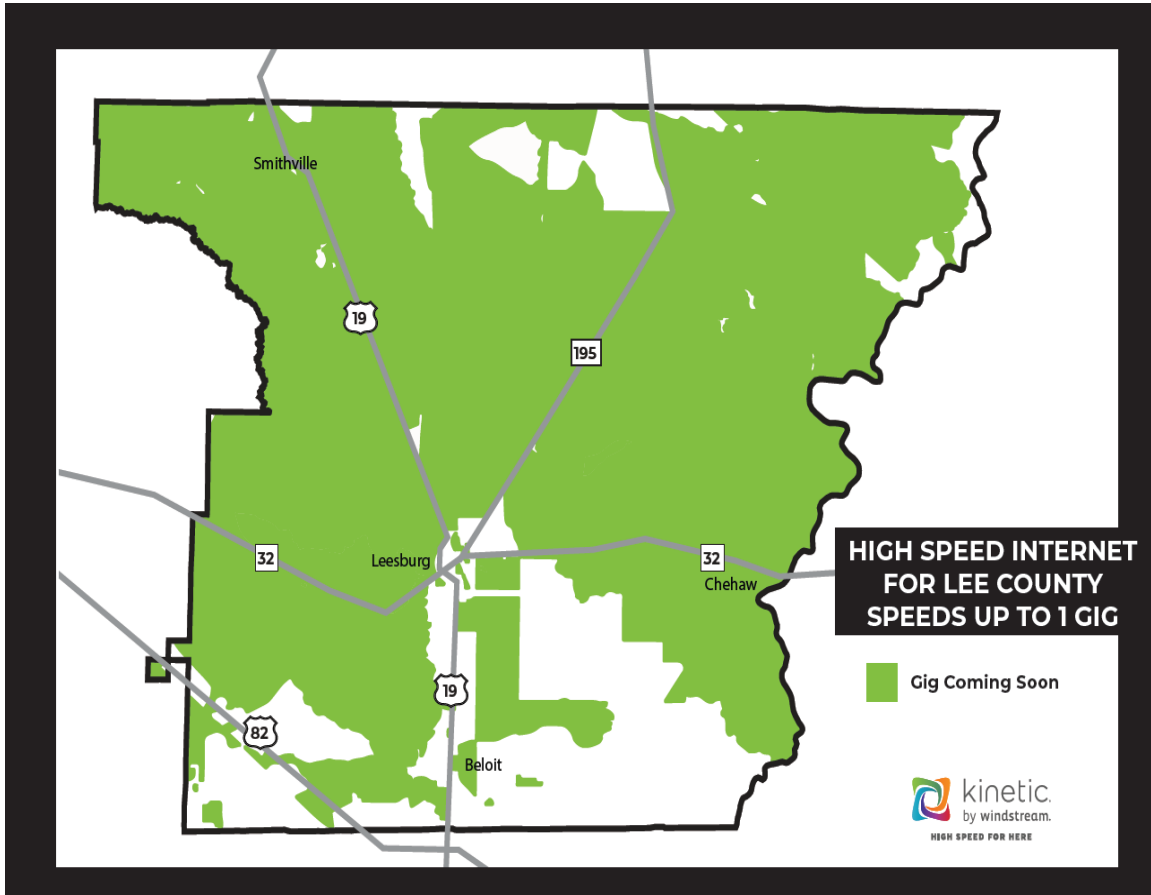 Smithville
19
195
32
Leesburg
32
Chehaw
HIGH SPEED INTERNET
FOR LEE COUNTY
SPEEDS UP TO 1 GIG
Gig Coming Soon
19
82
Beloit
kinetic.
by windstream.
HIGH SPEED FOR HERE